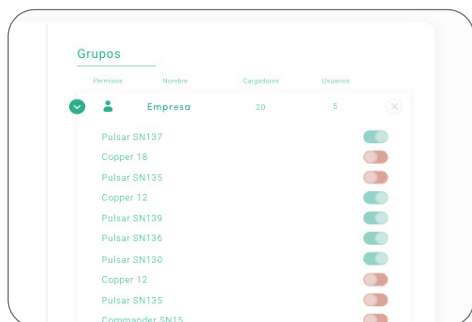 Grupos
Permisos Nombre Cargadores Usuarios
Empresa 20 5
Pulsar SN137
Copper 18
Pulsar SN135
Copper 12
Pulsar SN139
Pulsar SN136
Pulsar SN130
Copper 12
Pulsar SN135
Commander SN15